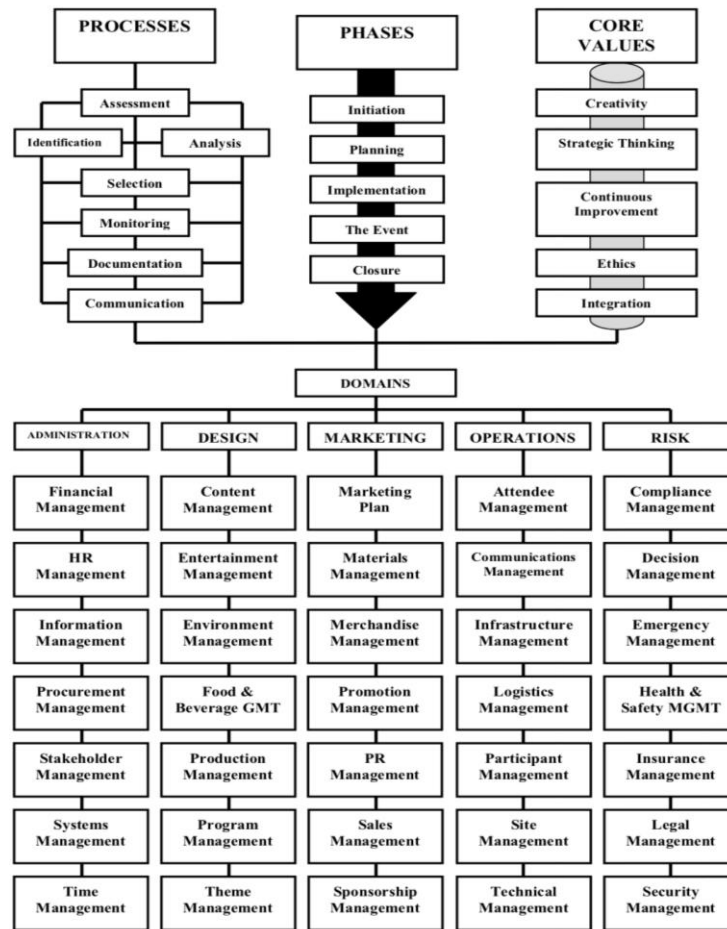 PROCESSES
Assessment
Identification
Analysis
Selection
Monitoring
Documentation
Communication
PHASES
Initiation
Planning
Implementation
The Event
Closure
CORE
VALUES
Creativity
Strategic Thinking
Continuous
Improvement
Ethics
Integration
DOMAINS
ADMINISTRATION
Financial
Management
HR
Management
Information
Management
Procurement
Management
Stakeholder
Management
Systems
Management
Time
Management
DESIGN
Content
Management
Entertainment
Management
Environment
Management
Food &
Beverage GMT
Production
Management
Program
Management
Theme
Management
MARKETING
Marketing
Plan
Materials
Management
Merchandise
Management
Promotion
Management
PR
Management
Sales
Management
Sponsorship
Management
OPERATIONS
Attendee
Management
Communications
Management
Infrastructure
Management
Logistics
Management
Participant
Management
Site
Management
Technical
Management
RISK
Compliance
Management
Decision
Management
Emergency
Management
Health &
Safety MGMT
Insurance
Management
Legal
Management
Security
Management